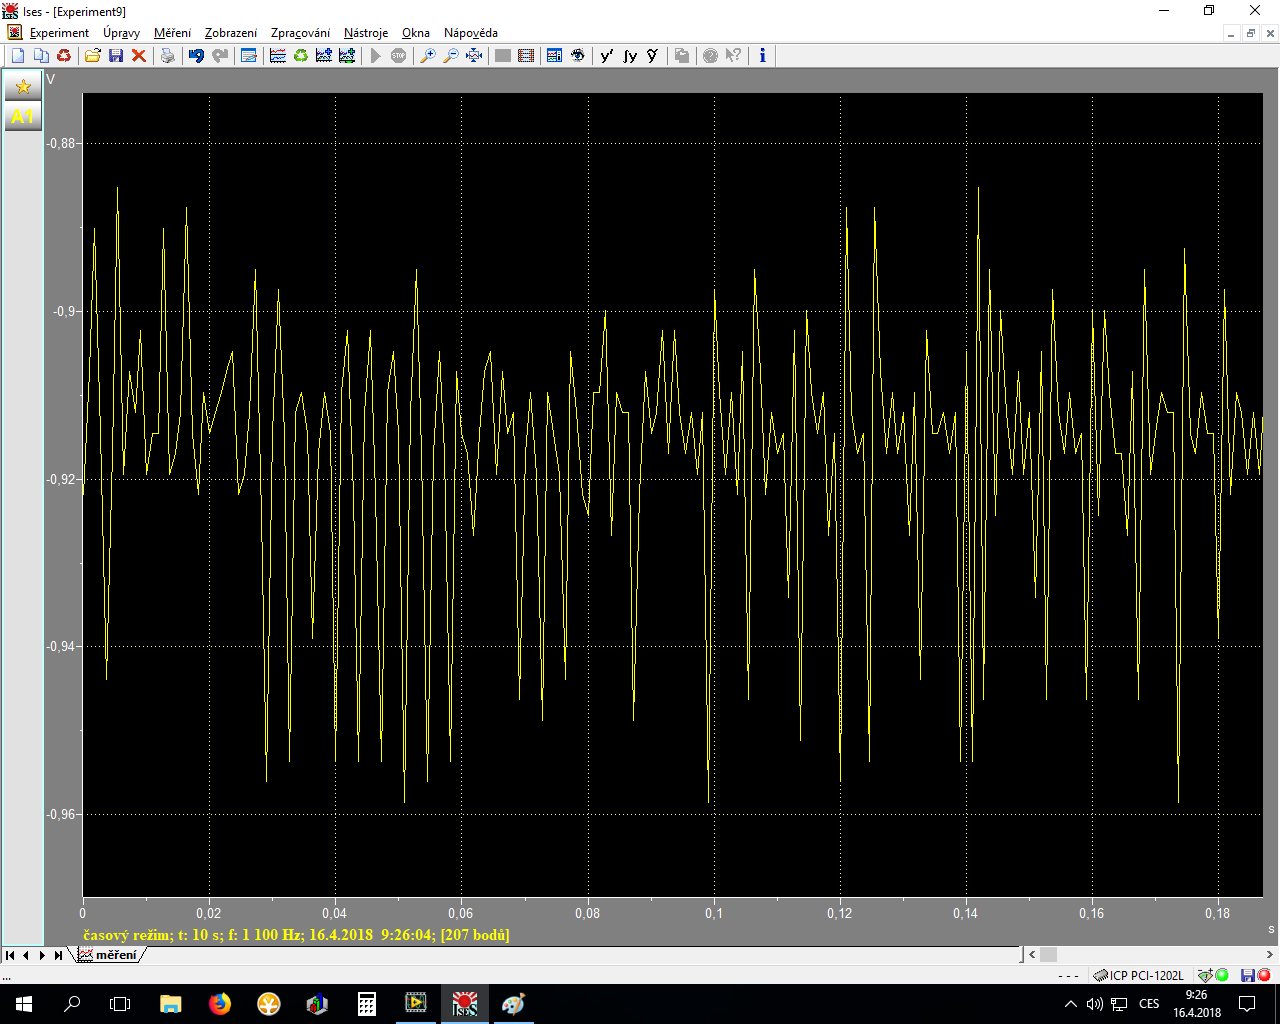 Ises - [Experiment9]
Experiment Úpravy Měření Zobrazení Zpracování Nástroje Okna Nápověda
STOP y' ∫y ỹ ? ? i
V
A1
-0,88
-0,9
-0,92
-0,94
-0,96
0 0,02 0,04 0,06 0,08 0,1 0,12 0,14 0,16 0,18
s
časový režim; t: 10 s; f: 1 100 Hz; 16.4.2018 9:26:04; [207 bodů]
měření
... - - - ICP PCI-1202L
CES 9:26
16.4.2018